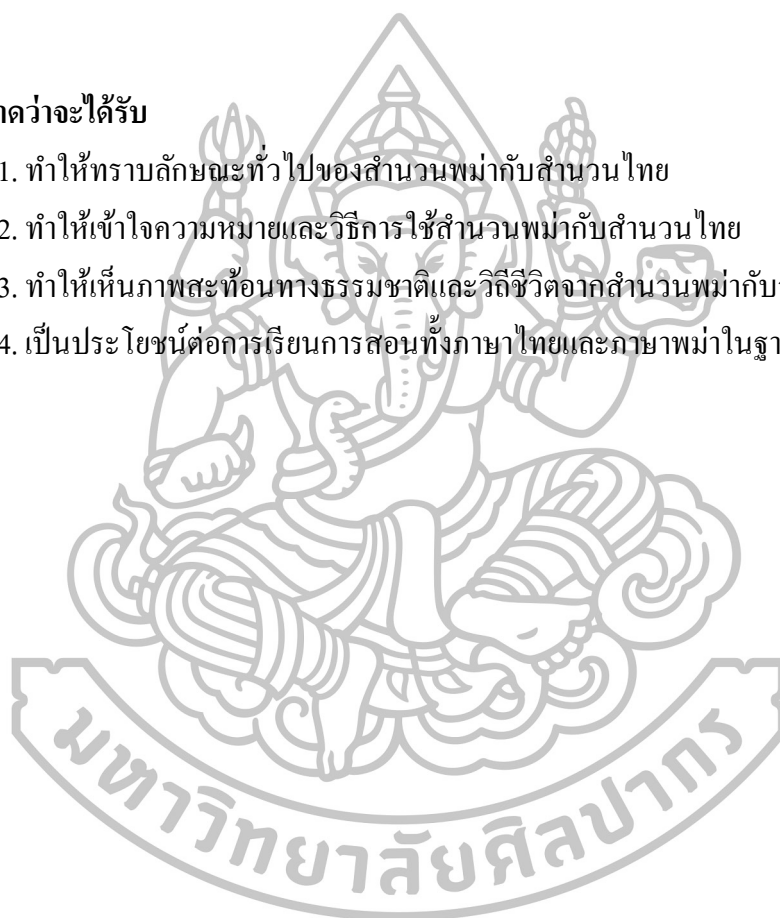 าดว่าจะได้รับ
1. ทำให้ทราบลักษณะทั่วไปของสำนวนพม่ากับสำนวนไทย
2. ทำให้เข้าใจความหมายและวิธีการใช้สำนวนพม่ากับสำนวนไทย
3. ทำให้เห็นภาพสะท้อนทางธรรมชาติและวิถีชีวิตจากสำนวนพม่ากับ
4. เป็นประโยชน์ต่อการเรียนการสอนทั้งภาษาไทยและภาษาพม่าในฐา
มหาวิทยาลัยศิลปากร